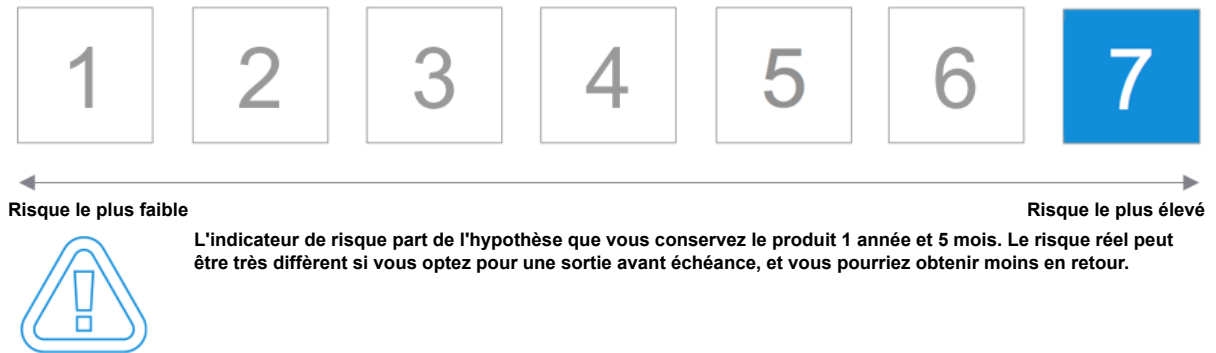 1 2 3 4 5 6 7
Risque le plus faible Risque le plus élevé
L'indicateur de risque part de l'hypothèse que vous conservez le produit 1 année et 5 mois. Le risque réel peut
être très diffèrent si vous optez pour une sortie avant échéance, et vous pourriez obtenir moins en retour.